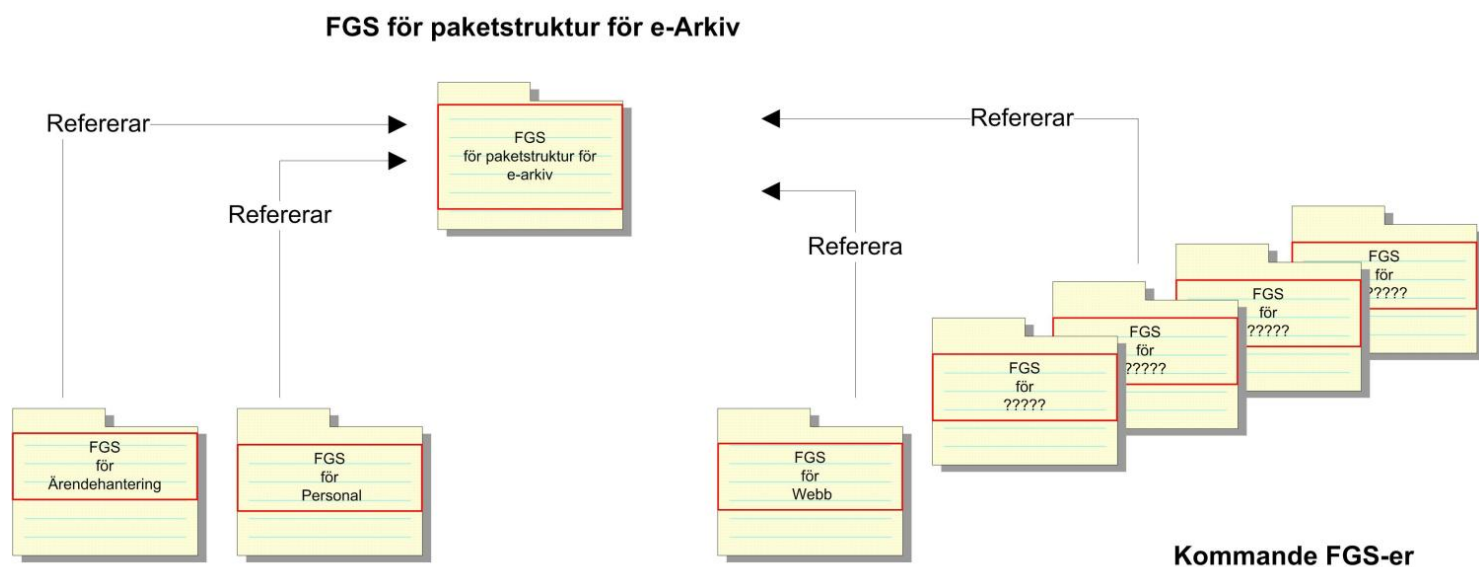 FGS för paketstruktur för e-Arkiv
Refererar
FGS
för paketstruktur för
e-arkiv
Refererar
Refererar
Referera
FGS
för
?????
FGS
för
?????
FGS
för
?????
FGS
för
?????
FGS
för
Ärendehantering
FGS
för
Personal
FGS
för
Webb
Kommande FGS-er